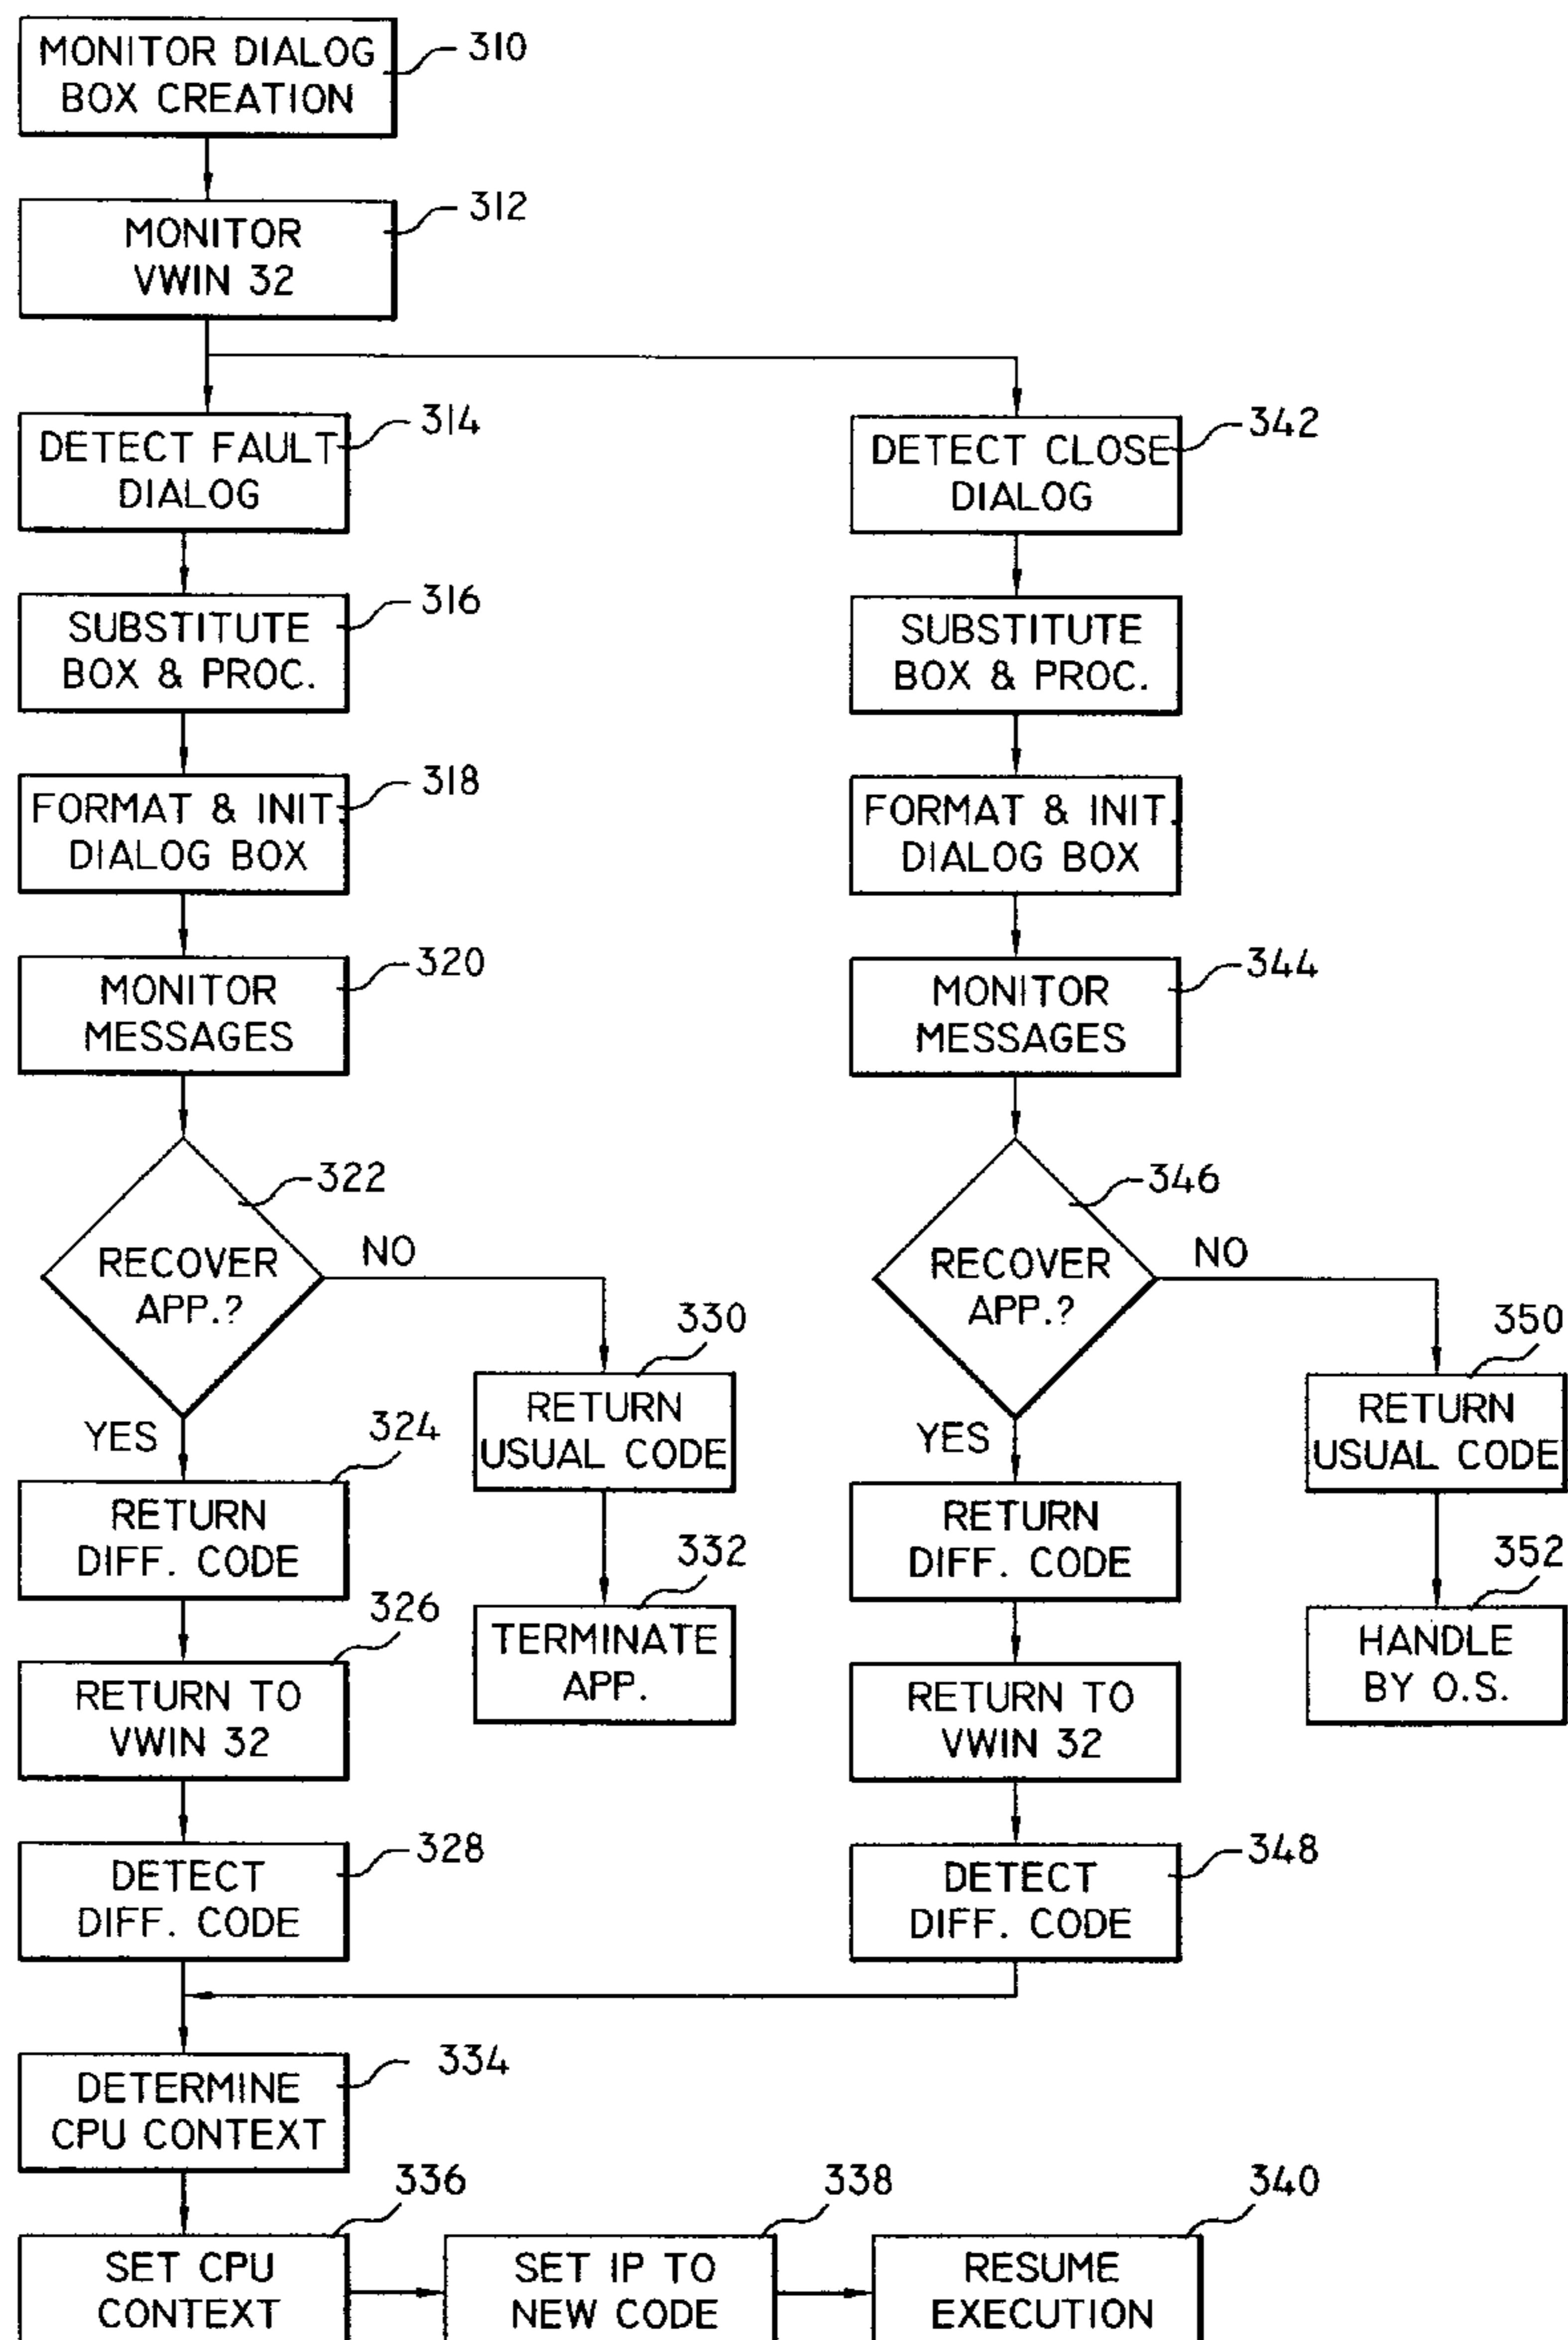 MONITOR DIALOG
BOX CREATION
310
MONITOR
VWIN 32
312
DETECT FAULT
DIALOG
314
SUBSTITUTE
BOX & PROC.
316
FORMAT & INIT.
DIALOG BOX
318
MONITOR
MESSAGES
320
RECOVER
APP.?
322
NO
YES
330
RETURN
USUAL CODE
332
TERMINATE
APP.
324
RETURN
DIFF. CODE
326
RETURN TO
VWIN 32
DETECT
DIFF. CODE
328
DETECT CLOSE
DIALOG
342
SUBSTITUTE
BOX & PROC.
FORMAT & INIT.
DIALOG BOX
MONITOR
MESSAGES
344
RECOVER
APP.?
346
NO
YES
350
RETURN
USUAL CODE
352
HANDLE
BY O.S.
RETURN
DIFF. CODE
RETURN TO
VWIN 32
DETECT
DIFF. CODE
348
DETERMINE
CPU CONTEXT
334
336
SET CPU
CONTEXT
338
SET IP TO
NEW CODE
340
RESUME
EXECUTION